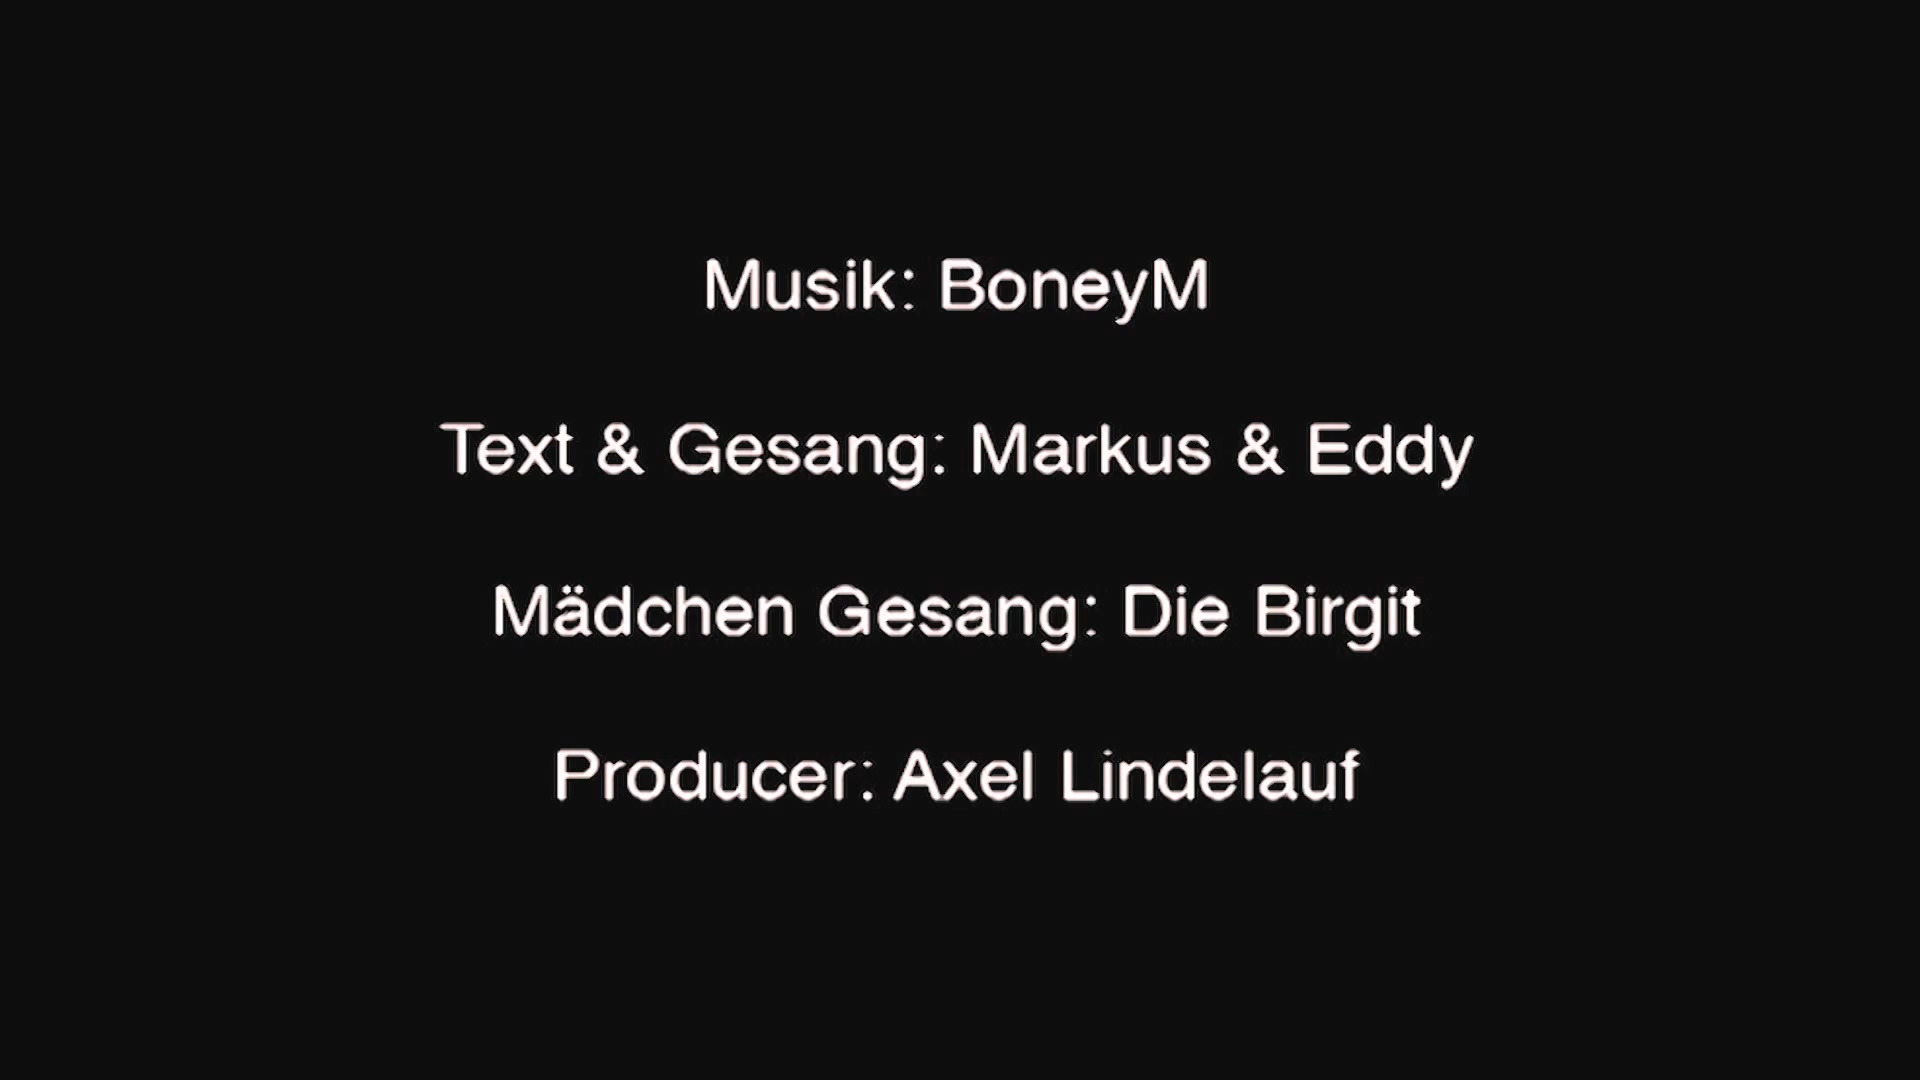 Musik: BoneyM
Text & Gesang: Markus & Eddy
Mädchen Gesang: Die Birgit
Producer: Axel Lindelauf